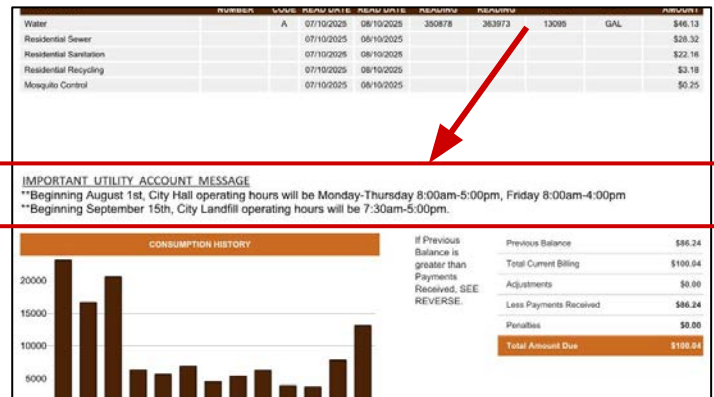 NUMBER CODE READ DATE READ DATE READING READING AMOUNT
Water A 07/10/2025 08/10/2025 350878 363973 13095 GAL $46.13
Residential Sewer 07/10/2025 08/10/2025 $28.32
Residential Sanitation 07/10/2025 08/10/2025 $22.16
Residential Recycling 07/10/2025 08/10/2025 $3.18
Mosquito Control 07/10/2025 08/10/2025 $0.25
IMPORTANT UTILITY ACCOUNT MESSAGE
**Beginning August 1st, City Hall operating hours will be Monday-Thursday 8:00am-5:00pm, Friday 8:00am-4:00pm
**Beginning September 15th, City Landfill operating hours will be 7:30am-5:00pm.
CONSUMPTION HISTORY
20000
15000
10000
5000
If Previous
Balance is
greater than
Payments
Received, SEE
REVERSE.
Previous Balance $86.24
Total Current Billing $100.04
Adjustments $0.00
Less Payments Received $86.24
Penalties $0.00
Total Amount Due $100.04